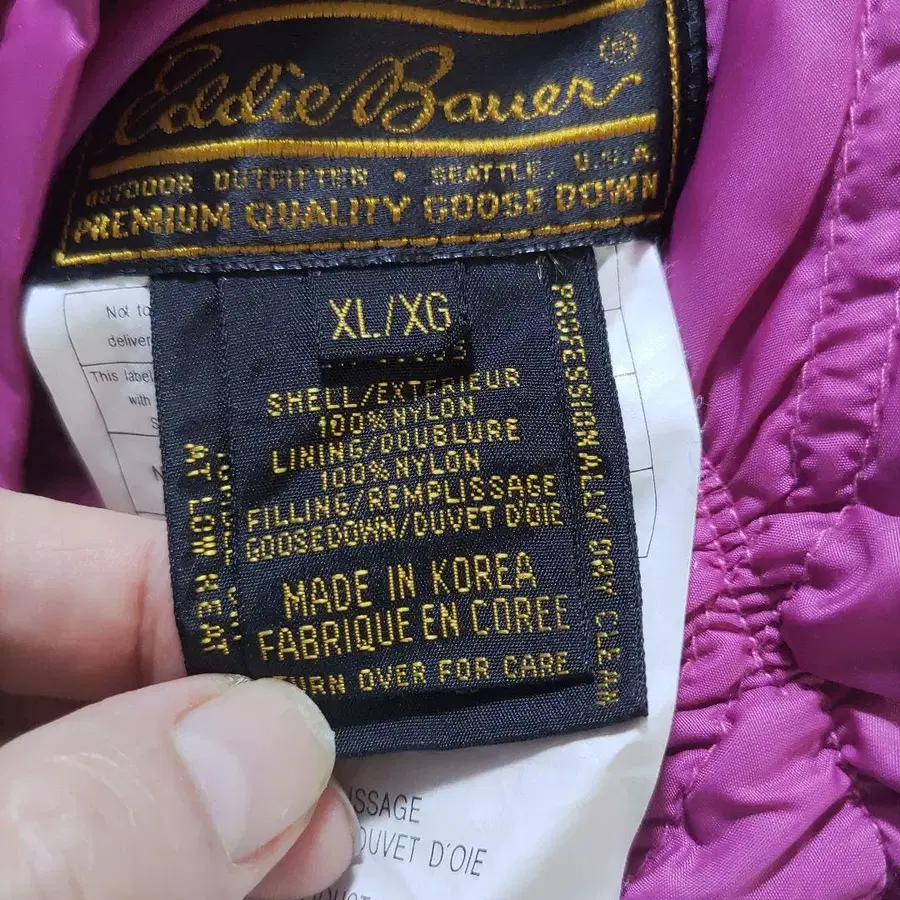 Eddie Bauer ®
OUTDOOR OUTFITTER • SEATTLE, U.S.A.
PREMIUM QUALITY GOOSE DOWN
Not to
deliver
This label
with
XL/XG
SHELL/EXTERIEUR
100% NYLON
LINING/DOUBLURE
100% NYLON
FILLING/REMPLISSAGE
GOOSEDOWN/DUVET D'OIE
MADE IN KOREA
FABRIQUE EN COREE
TURN OVER FOR CARE
PROFESSIONALLY DRY CLEAN
AT LOW HEAT
ISSAGE
DUVET D'OIE